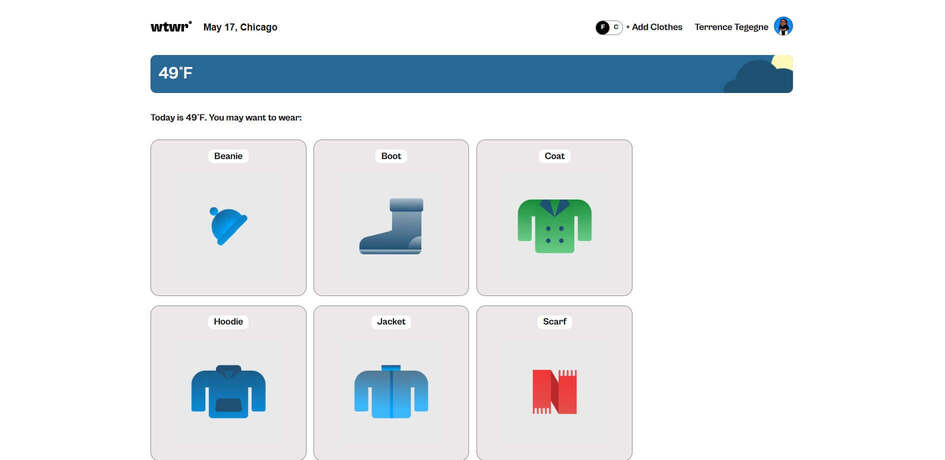 wtwr° May 17, Chicago F C + Add Clothes Terrence Tegegne
49°F
Today is 49°F. You may want to wear:
Beanie Boot Coat
Hoodie Jacket Scarf